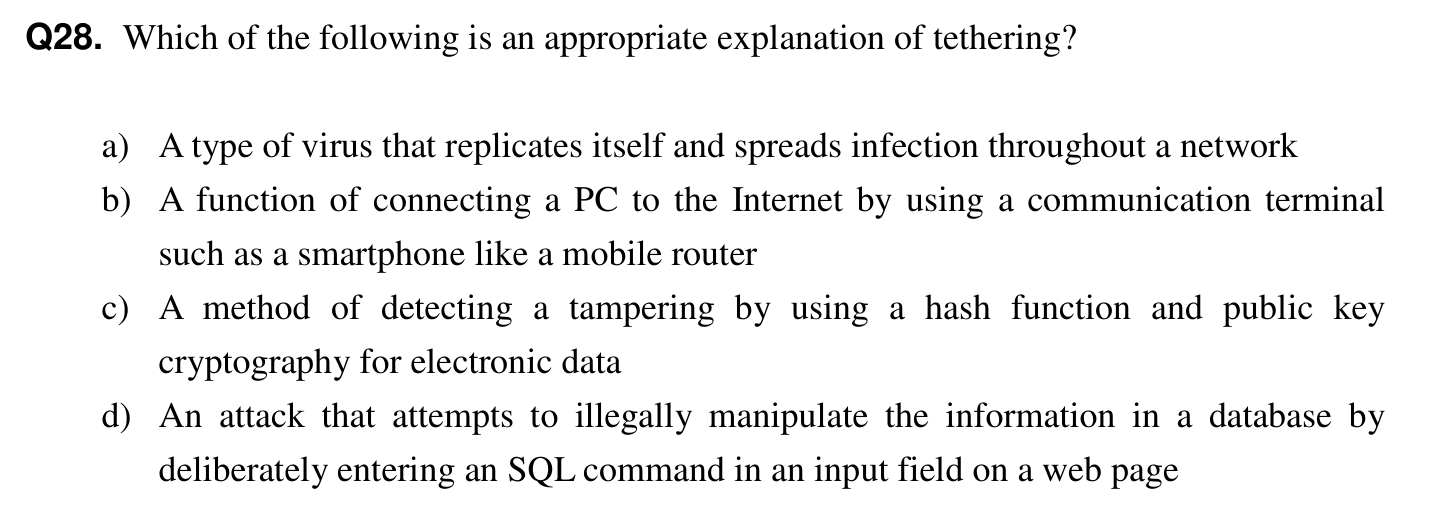 Q28. Which of the following is an appropriate explanation of tethering?
a) A type of virus that replicates itself and spreads infection throughout a network
b) A function of connecting a PC to the Internet by using a communication terminal
such as a smartphone like a mobile router
c) A method of detecting a tampering by using a hash function and public key
cryptography for electronic data
d) An attack that attempts to illegally manipulate the information in a database by
deliberately entering an SQL command in an input field on a web page